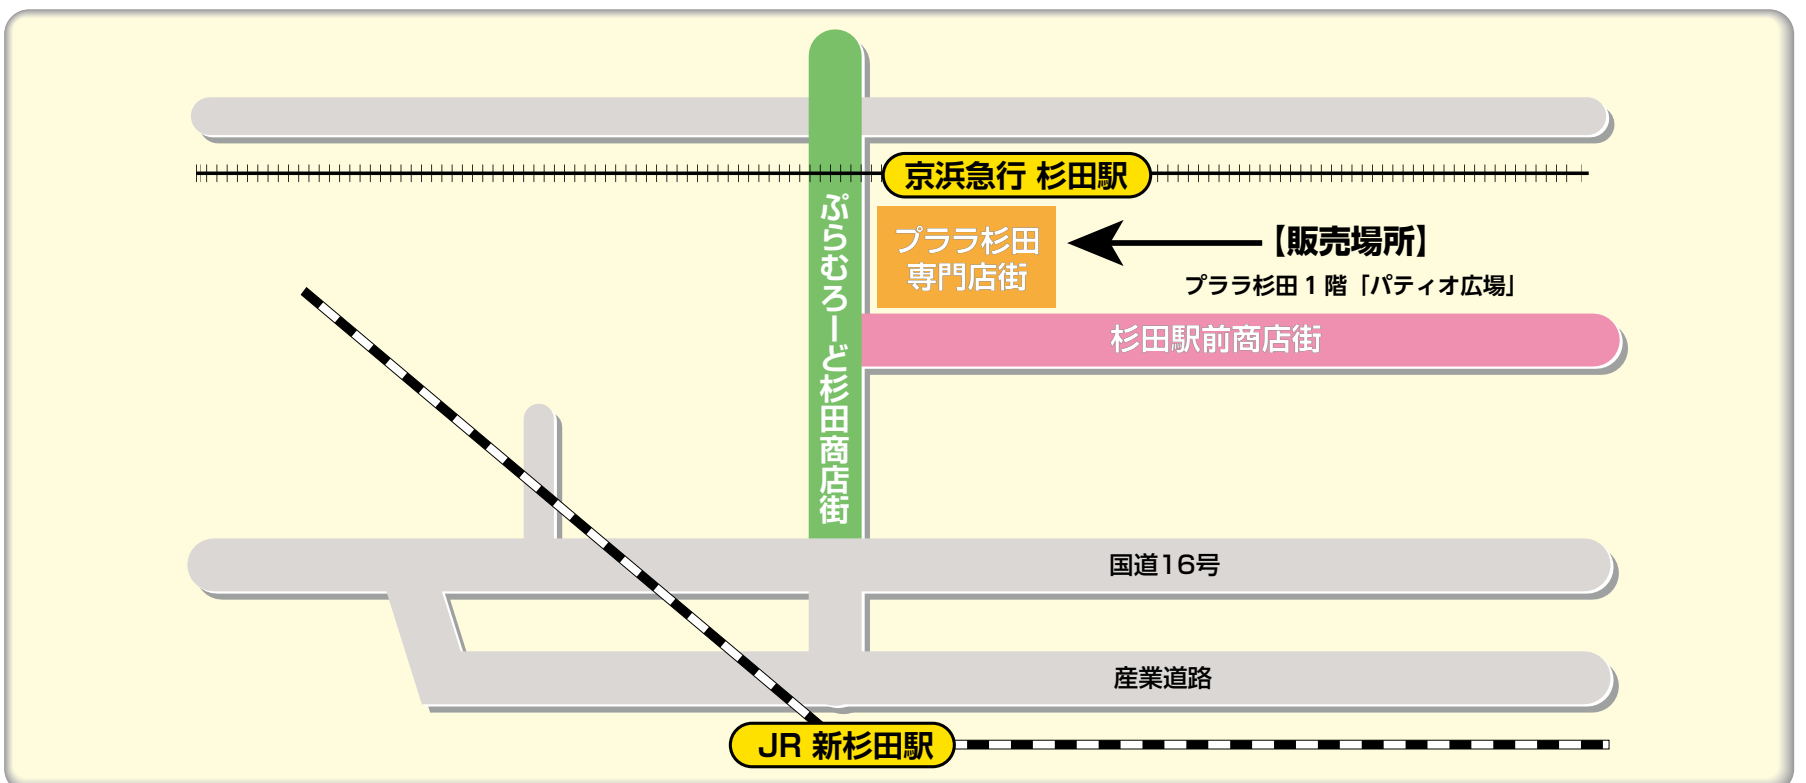 京浜急行 杉田駅
ぷらむろーど杉田商店街
プララ杉田
専門店街
【販売場所】
プララ杉田１階「パティオ広場」
杉田駅前商店街
国道16号
産業道路
JR 新杉田駅